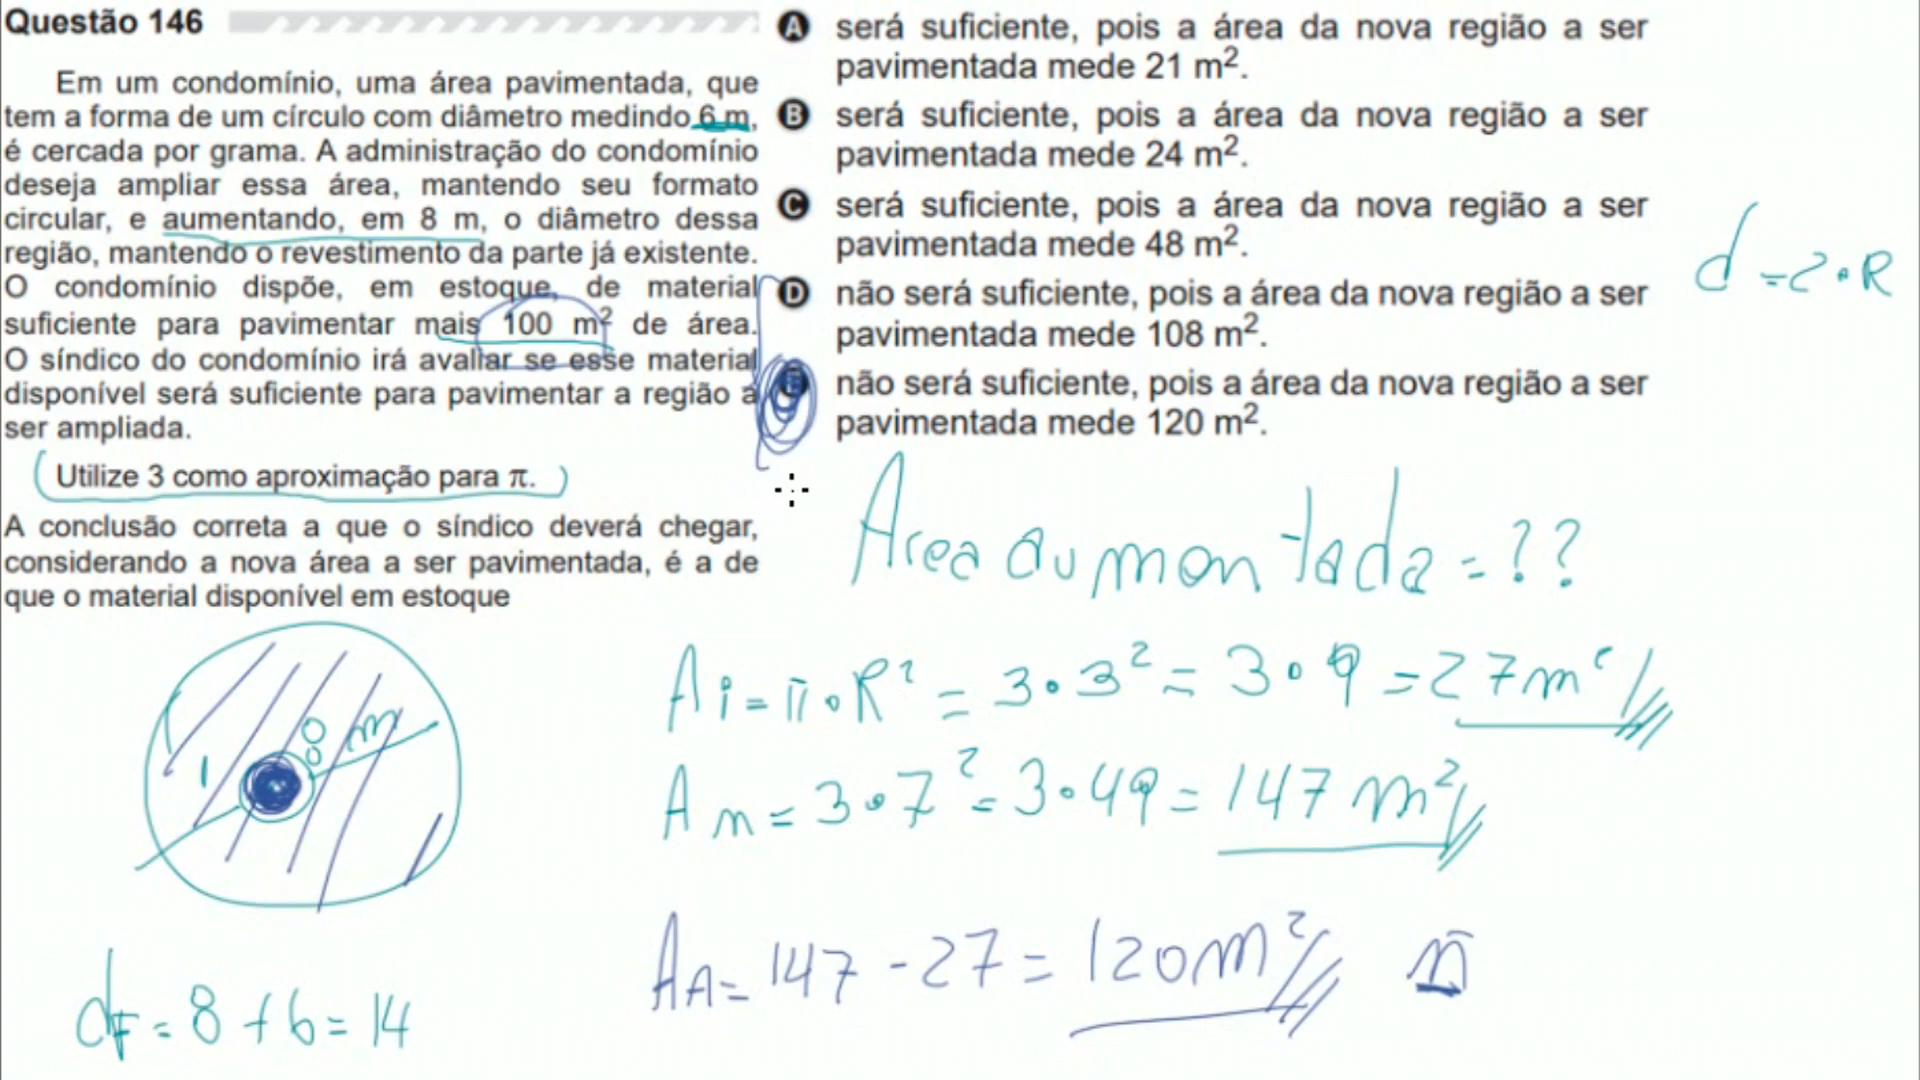 Questão 146
Em um condomínio, uma área pavimentada, que
tem a forma de um círculo com diâmetro medindo 6 m,
é cercada por grama. A administração do condomínio
deseja ampliar essa área, mantendo seu formato
circular, e aumentando, em 8 m, o diâmetro dessa
região, mantendo o revestimento da parte já existente.
O condomínio dispõe, em estoque, de material
suficiente para pavimentar mais 100 m² de área.
O síndico do condomínio irá avaliar se esse material
disponível será suficiente para pavimentar a região a
ser ampliada.
Utilize 3 como aproximação para π.
A conclusão correta a que o síndico deverá chegar,
considerando a nova área a ser pavimentada, é a de
que o material disponível em estoque
8 m
dF = 8 + 6 = 14
A será suficiente, pois a área da nova região a ser
pavimentada mede 21 m².
B será suficiente, pois a área da nova região a ser
pavimentada mede 24 m².
C será suficiente, pois a área da nova região a ser
pavimentada mede 48 m².
D não será suficiente, pois a área da nova região a ser
pavimentada mede 108 m².
E não será suficiente, pois a área da nova região a ser
pavimentada mede 120 m².
d = 2 • R
Area aumentada = ??
Ai = π • R² = 3 • 3² = 3 • 9 = 27 m²
An = 3 • 7² = 3 • 49 = 147 m²
AA = 147 - 27 = 120 m² ñ